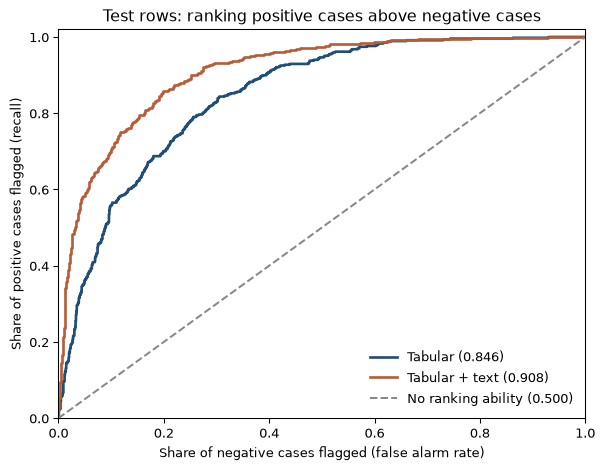 Test rows: ranking positive cases above negative cases
Share of positive cases flagged (recall)
1.0
0.8
0.6
0.4
0.2
0.0
0.0 0.2 0.4 0.6 0.8 1.0
Share of negative cases flagged (false alarm rate)
Tabular (0.846)
Tabular + text (0.908)
No ranking ability (0.500)